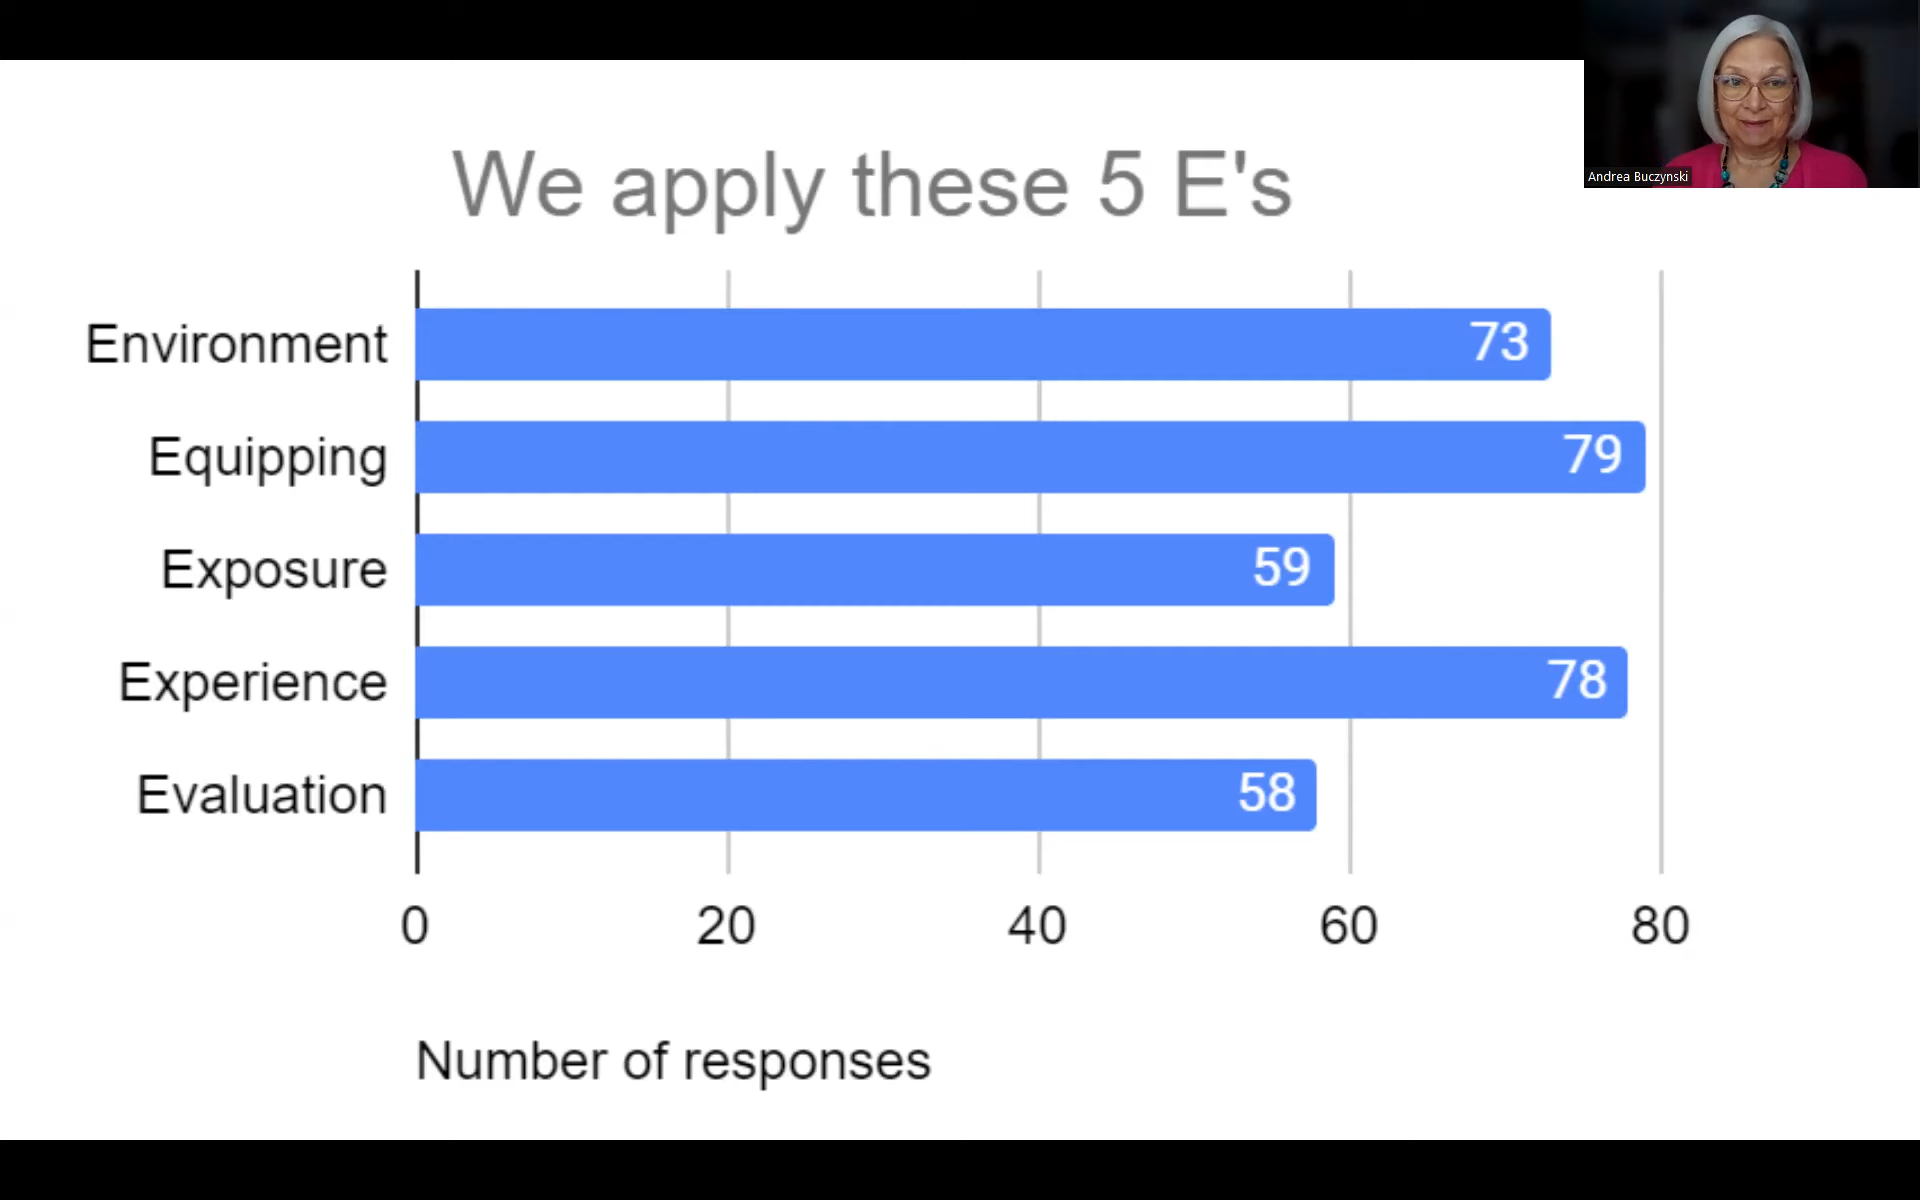 Andrea Buczynski
We apply these 5 E's
Environment 73
Equipping 79
Exposure 59
Experience 78
Evaluation 58
0 20 40 60 80
Number of responses